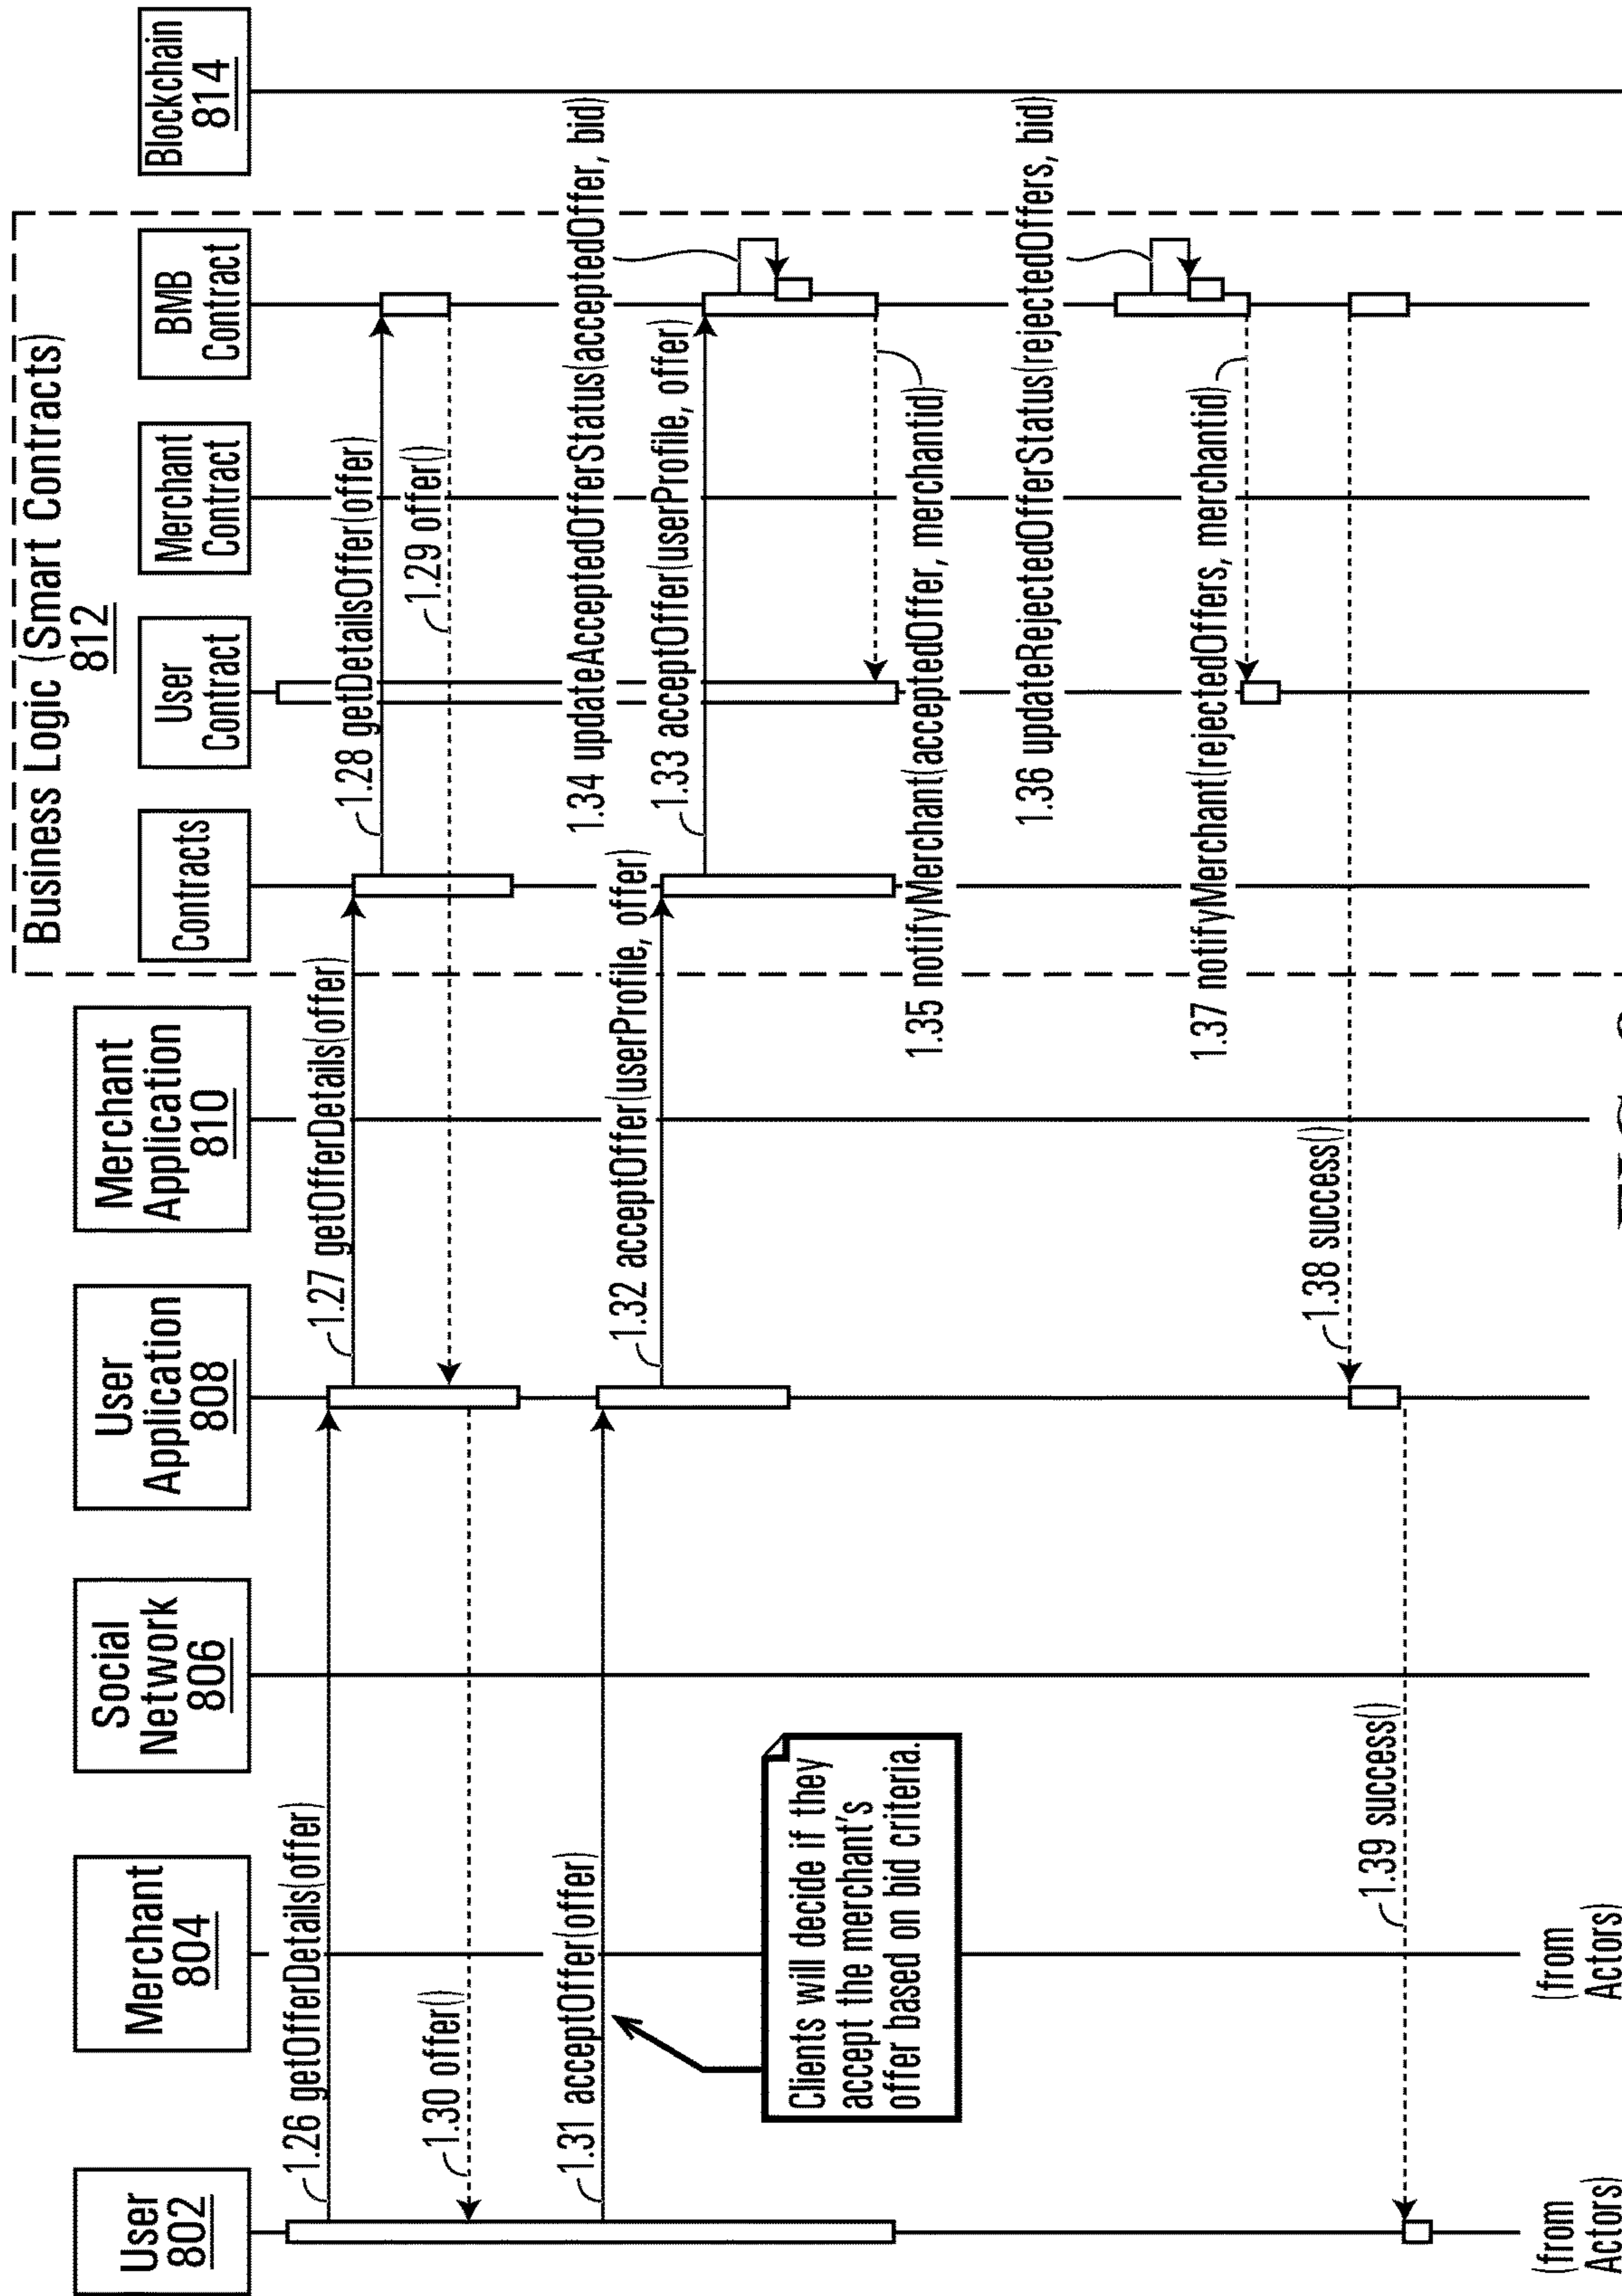 Business Logic (Smart Contracts)
812
User
802
Merchant
804
Social
Network
806
User
Application
808
Merchant
Application
810
Contracts
User
Contract
Merchant
Contract
BMB
Contract
Blockchain
814
1.26 getOfferDetails(offer)
1.27 getOfferDetails(offer)
1.28 getDetailsOffer(offer)
1.29 offer()
1.30 offer()
1.31 acceptOffer(offer)
1.32 acceptOffer(userProfile, offer)
1.34 updateAcceptedOfferStatus(acceptedOffer, bid)
1.33 acceptOffer(userProfile, offer)
Clients will decide if they
accept the merchant's
offer based on bid criteria.
1.35 notifyMerchant(acceptedOffer, merchantid)
1.36 updateRejectedOfferStatus(rejectedOffers, bid)
1.37 notifyMerchant(rejectedOffers, merchantid)
1.38 success()
1.39 success()
(from
Actors)
(from
Actors)